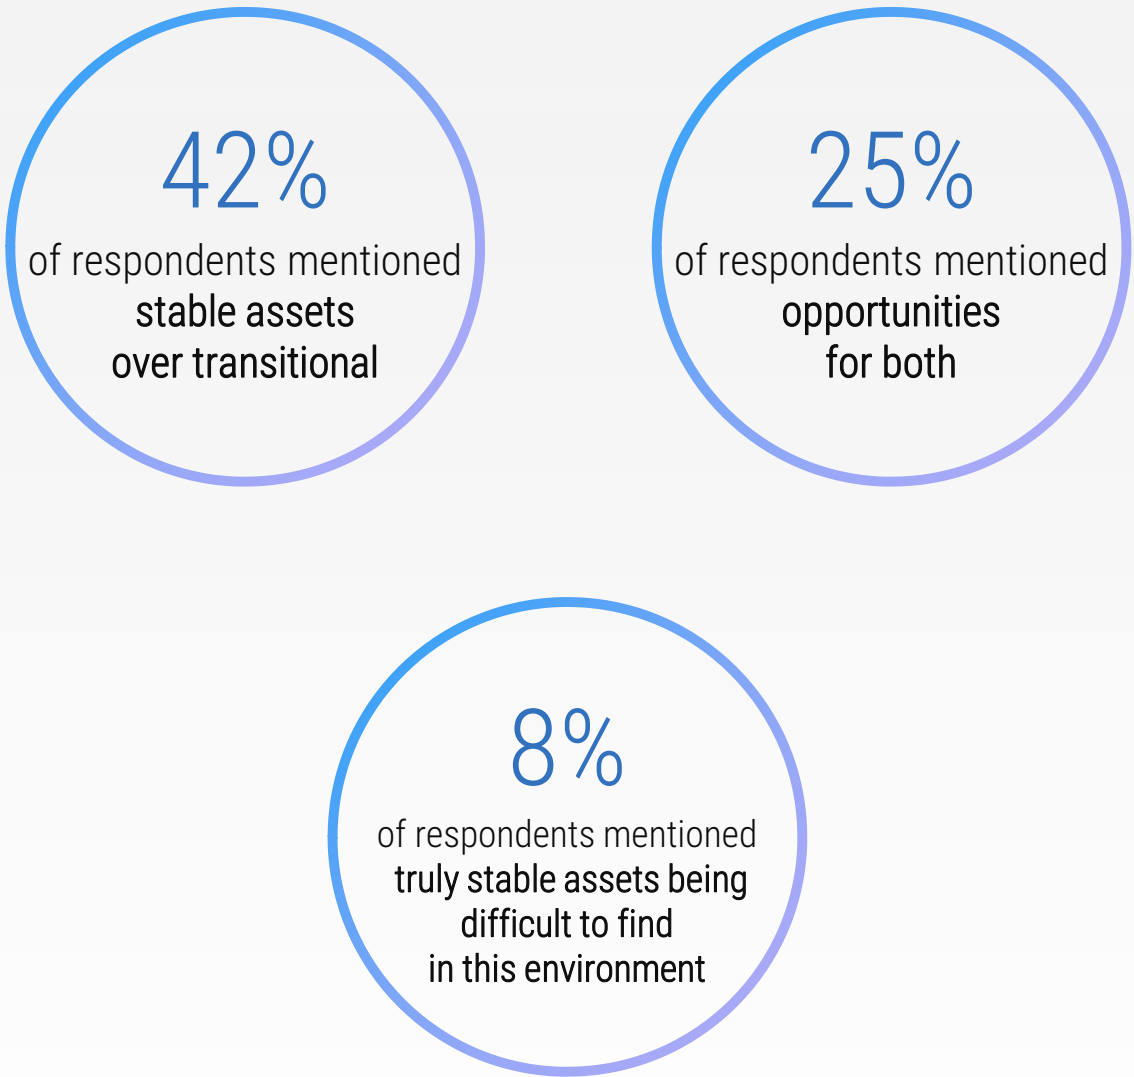 42%
of respondents mentioned
stable assets
over transitional
25%
of respondents mentioned
opportunities
for both
8%
of respondents mentioned
truly stable assets being
difficult to find
in this environment